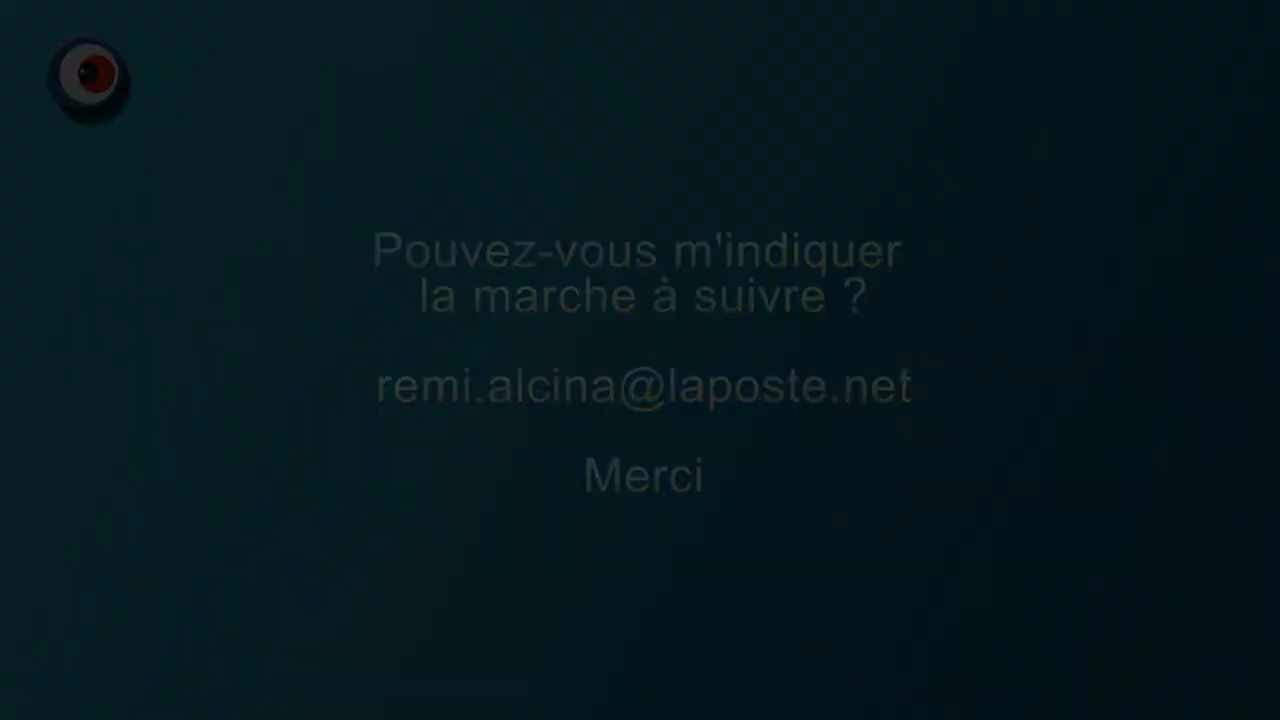 Pouvez-vous m'indiquer
la marche à suivre ?
remi.alcina@laposte.net
Merci